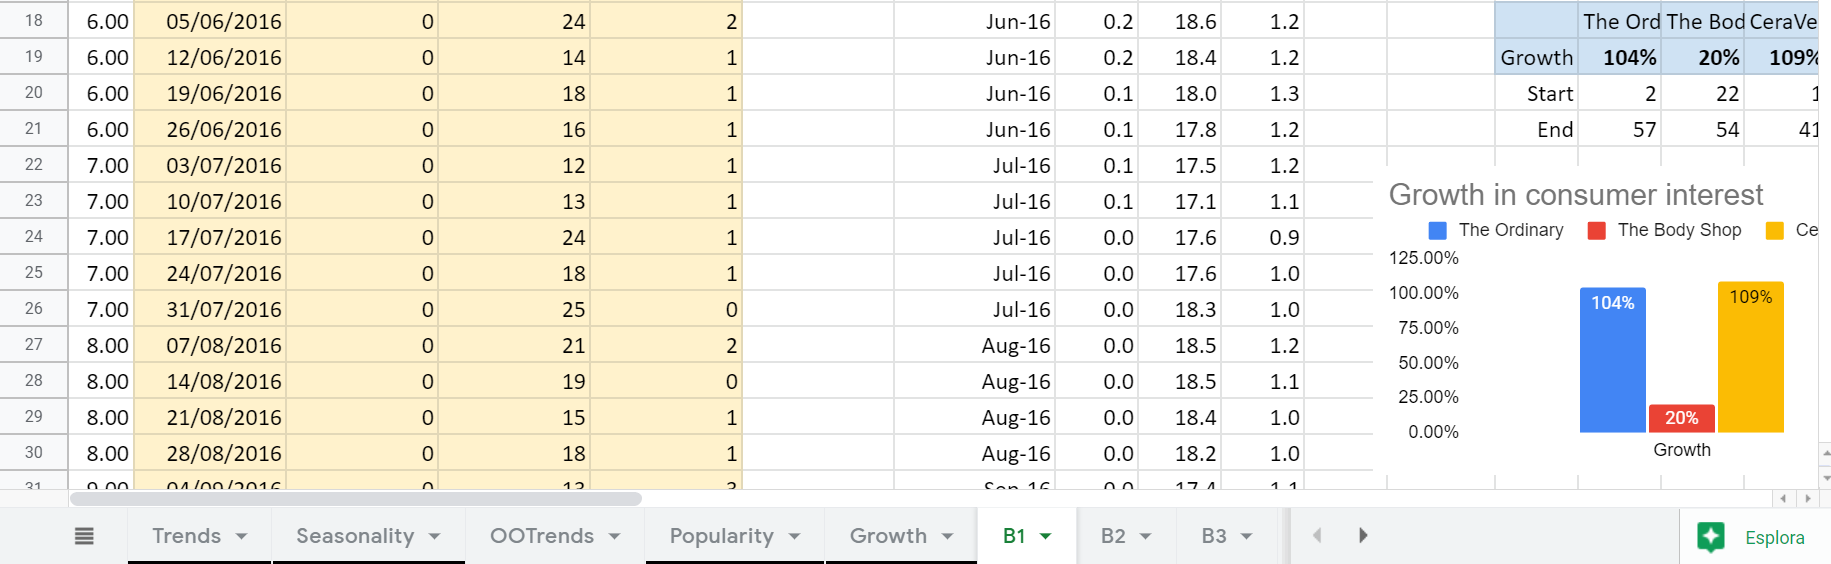 18 6.00 05/06/2016 0 24 2 Jun-16 0.2 18.6 1.2 The Ord The Bod CeraVe
19 6.00 12/06/2016 0 14 1 Jun-16 0.2 18.4 1.2 Growth 104% 20% 109%
20 6.00 19/06/2016 0 18 1 Jun-16 0.1 18.0 1.3 Start 2 22 1
21 6.00 26/06/2016 0 16 1 Jun-16 0.1 17.8 1.2 End 57 54 41
22 7.00 03/07/2016 0 12 1 Jul-16 0.1 17.5 1.2
23 7.00 10/07/2016 0 13 1 Jul-16 0.1 17.1 1.1
24 7.00 17/07/2016 0 24 1 Jul-16 0.0 17.6 0.9
25 7.00 24/07/2016 0 18 1 Jul-16 0.0 17.6 1.0
26 7.00 31/07/2016 0 25 0 Jul-16 0.0 18.3 1.0
27 8.00 07/08/2016 0 21 2 Aug-16 0.0 18.5 1.2
28 8.00 14/08/2016 0 19 0 Aug-16 0.0 18.5 1.1
29 8.00 21/08/2016 0 15 1 Aug-16 0.0 18.4 1.0
30 8.00 28/08/2016 0 18 1 Aug-16 0.0 18.2 1.0
31 9.00 04/09/2016 0 13 3 Sep-16 0.0 17.4 1.1
Growth in consumer interest
The Ordinary The Body Shop Ce
125.00%
100.00%
75.00%
50.00%
25.00%
0.00%
104% 20% 109%
Growth
Trends Seasonality OOTrends Popularity Growth B1 B2 B3 Esplora